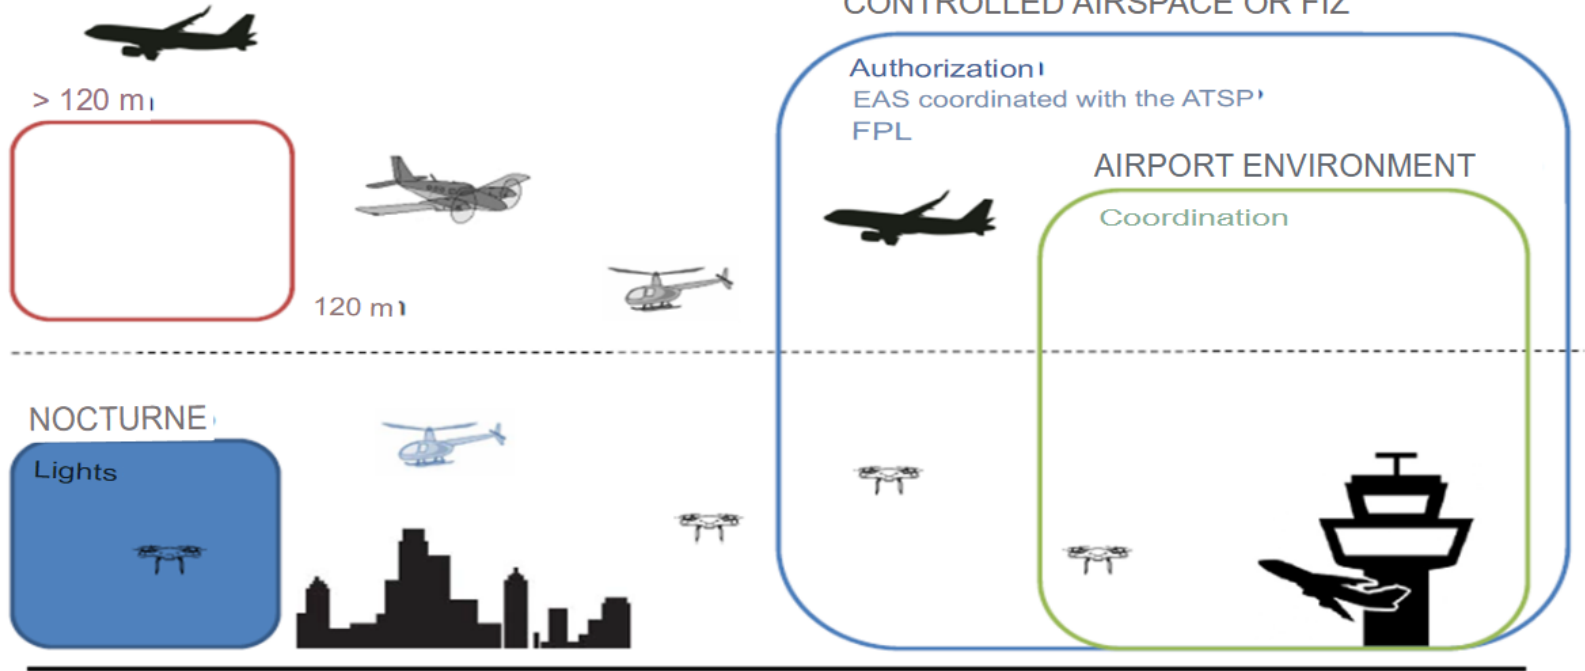 CONTROLLED AIRSPACE OR FIZ
Authorization
EAS coordinated with the ATSP
FPL
> 120 m
AIRPORT ENVIRONMENT
Coordination
120 m
NOCTURNE
Lights